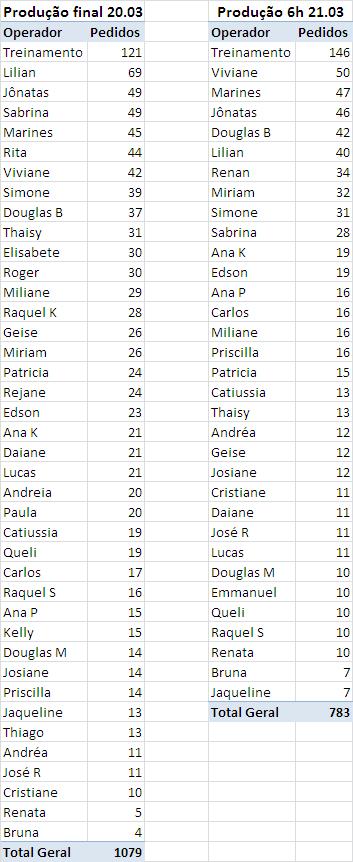 Produção final 20.03 Produção 6h 21.03
Operador Pedidos Operador Pedidos
Treinamento 121 Treinamento 146
Lilian 69 Viviane 50
Jônatas 49 Marines 47
Sabrina 49 Jônatas 46
Marines 45 Douglas B 42
Rita 44 Lilian 40
Viviane 42 Renan 34
Simone 39 Miriam 32
Douglas B 37 Simone 31
Thaisy 31 Sabrina 28
Elisabete 30 Ana K 19
Roger 30 Edson 19
Miliane 29 Ana P 16
Raquel K 28 Carlos 16
Geise 26 Miliane 16
Miriam 26 Priscilla 16
Patricia 24 Patricia 15
Rejane 24 Catiussia 13
Edson 23 Thaisy 13
Ana K 21 Andréa 12
Daiane 21 Geise 12
Lucas 21 Josiane 12
Andreia 20 Cristiane 11
Paula 20 Daiane 11
Catiussia 19 José R 11
Queli 19 Lucas 11
Carlos 17 Douglas M 10
Raquel S 16 Emmanuel 10
Ana P 15 Queli 10
Kelly 15 Raquel S 10
Douglas M 14 Renata 10
Josiane 14 Bruna 7
Priscilla 14 Jaqueline 7
Jaqueline 13 Total Geral 783
Thiago 13
Andréa 11
José R 11
Cristiane 10
Renata 5
Bruna 4
Total Geral 1079